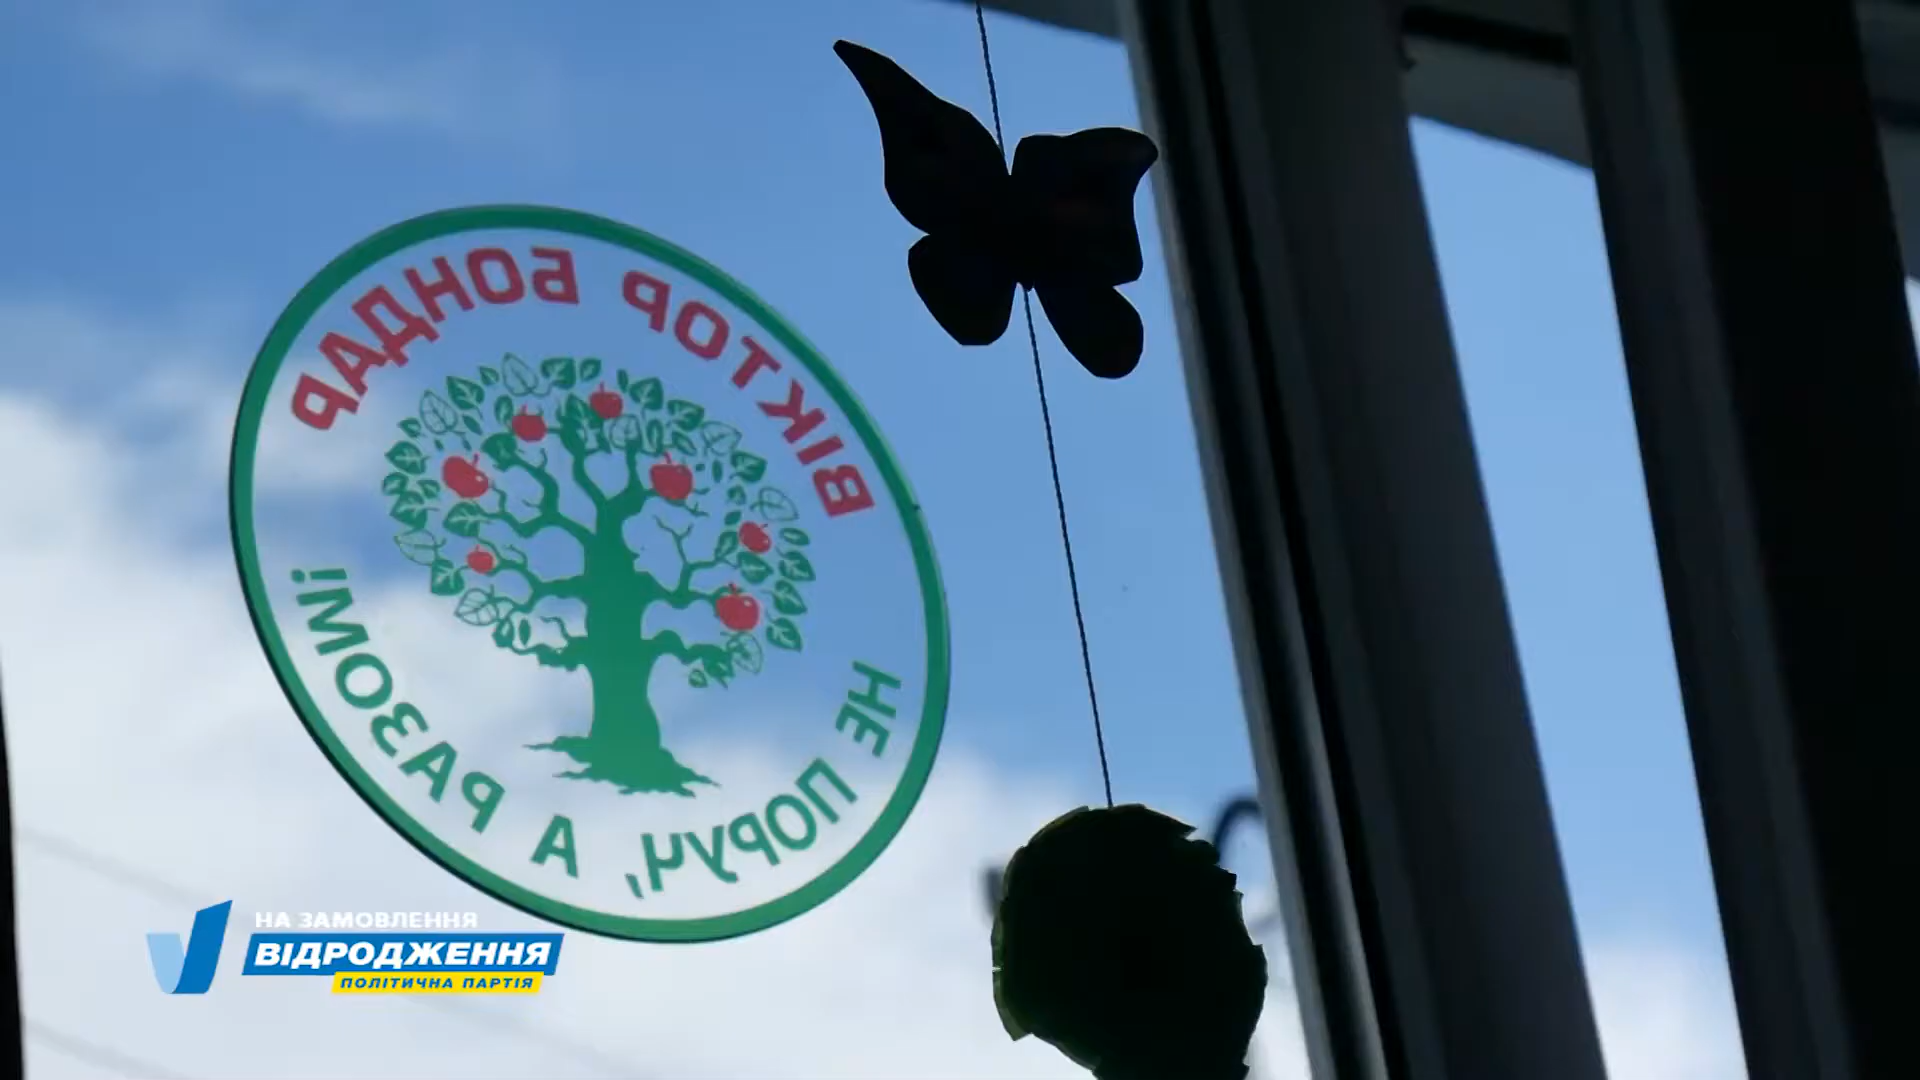 ВІКТОР БОНДАР
НЕ ПОРУЧ, А РАЗОМ!
НА ЗАМОВЛЕННЯ
ВІДРОДЖЕННЯ
ПОЛІТИЧНА ПАРТІЯ